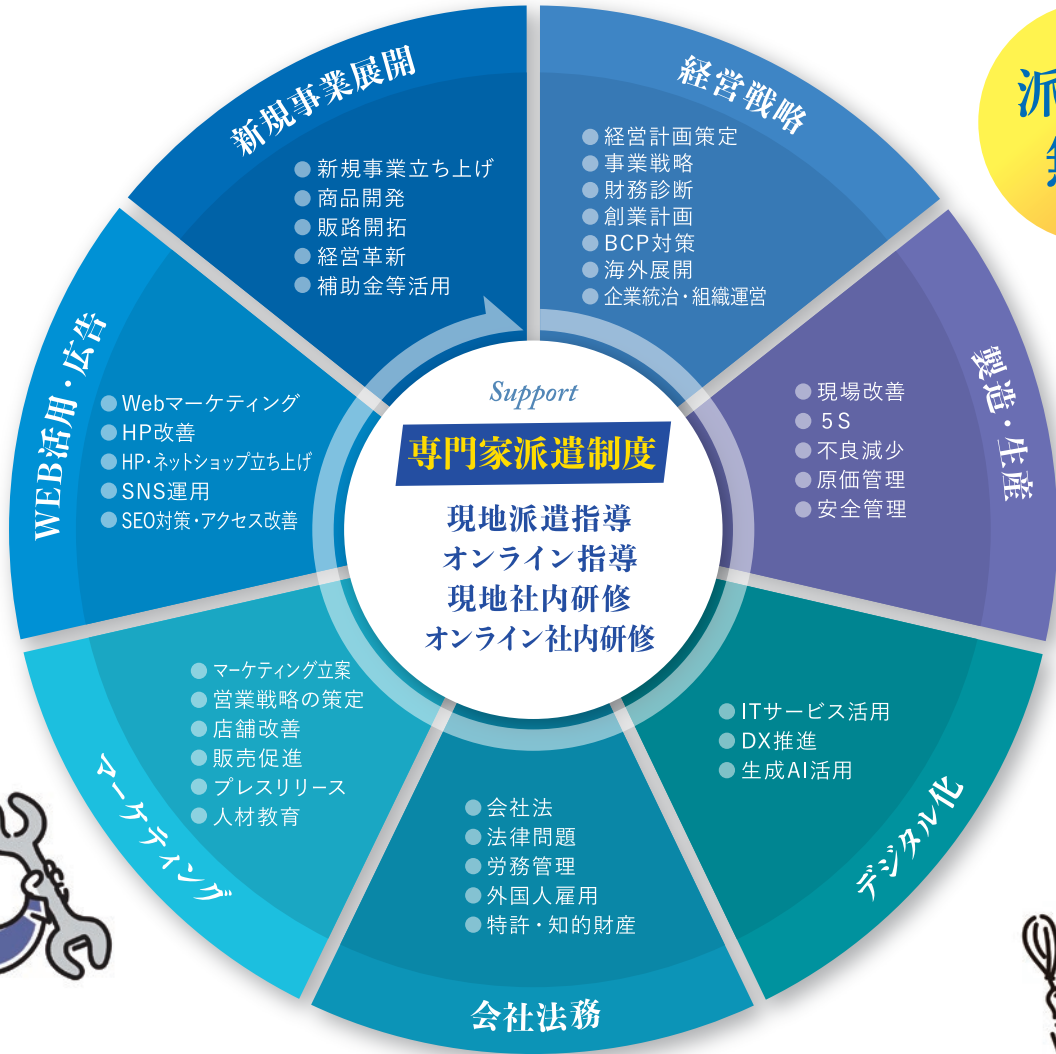 新規事業展開
新規事業立ち上げ
商品開発
販路開拓
経営革新
補助金等活用
経営戦略
経営計画策定
事業戦略
財務診断
創業計画
BCP対策
海外展開
企業統治・組織運営
製造・生産
現場改善
5S
不良減少
原価管理
安全管理
デジタル化
ITサービス活用
DX推進
生成AI活用
会社法務
会社法
法律問題
労務管理
外国人雇用
特許・知的財産
マーケティング
マーケティング立案
営業戦略の策定
店舗改善
販売促進
プレスリリース
人材教育
WEB活用・広告
Webマーケティング
HP改善
HP・ネットショップ立ち上げ
SNS運用
SEO対策・アクセス改善
Support
専門家派遣制度
現地派遣指導
オンライン指導
現地社内研修
オンライン社内研修
派